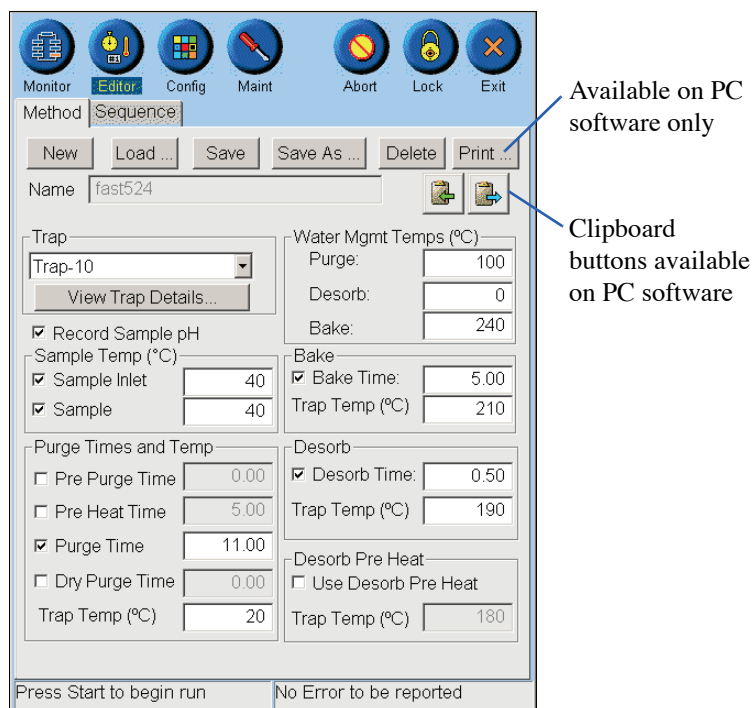 Monitor Editor Config Maint Abort Lock Exit
Method Sequence
New Load ... Save Save As ... Delete Print ...
Name fast524
Available on PC
software only
Clipboard
buttons available
on PC software
Trap
Trap-10
View Trap Details...
Record Sample pH
Sample Temp (°C)
Sample Inlet 40
Sample 40
Purge Times and Temp
Pre Purge Time 0.00
Pre Heat Time 5.00
Purge Time 11.00
Dry Purge Time 0.00
Trap Temp (ºC) 20
Water Mgmt Temps (ºC)
Purge: 100
Desorb: 0
Bake: 240
Bake
Bake Time: 5.00
Trap Temp (ºC) 210
Desorb
Desorb Time: 0.50
Trap Temp (ºC) 190
Desorb Pre Heat
Use Desorb Pre Heat
Trap Temp (ºC) 180
Press Start to begin run No Error to be reported